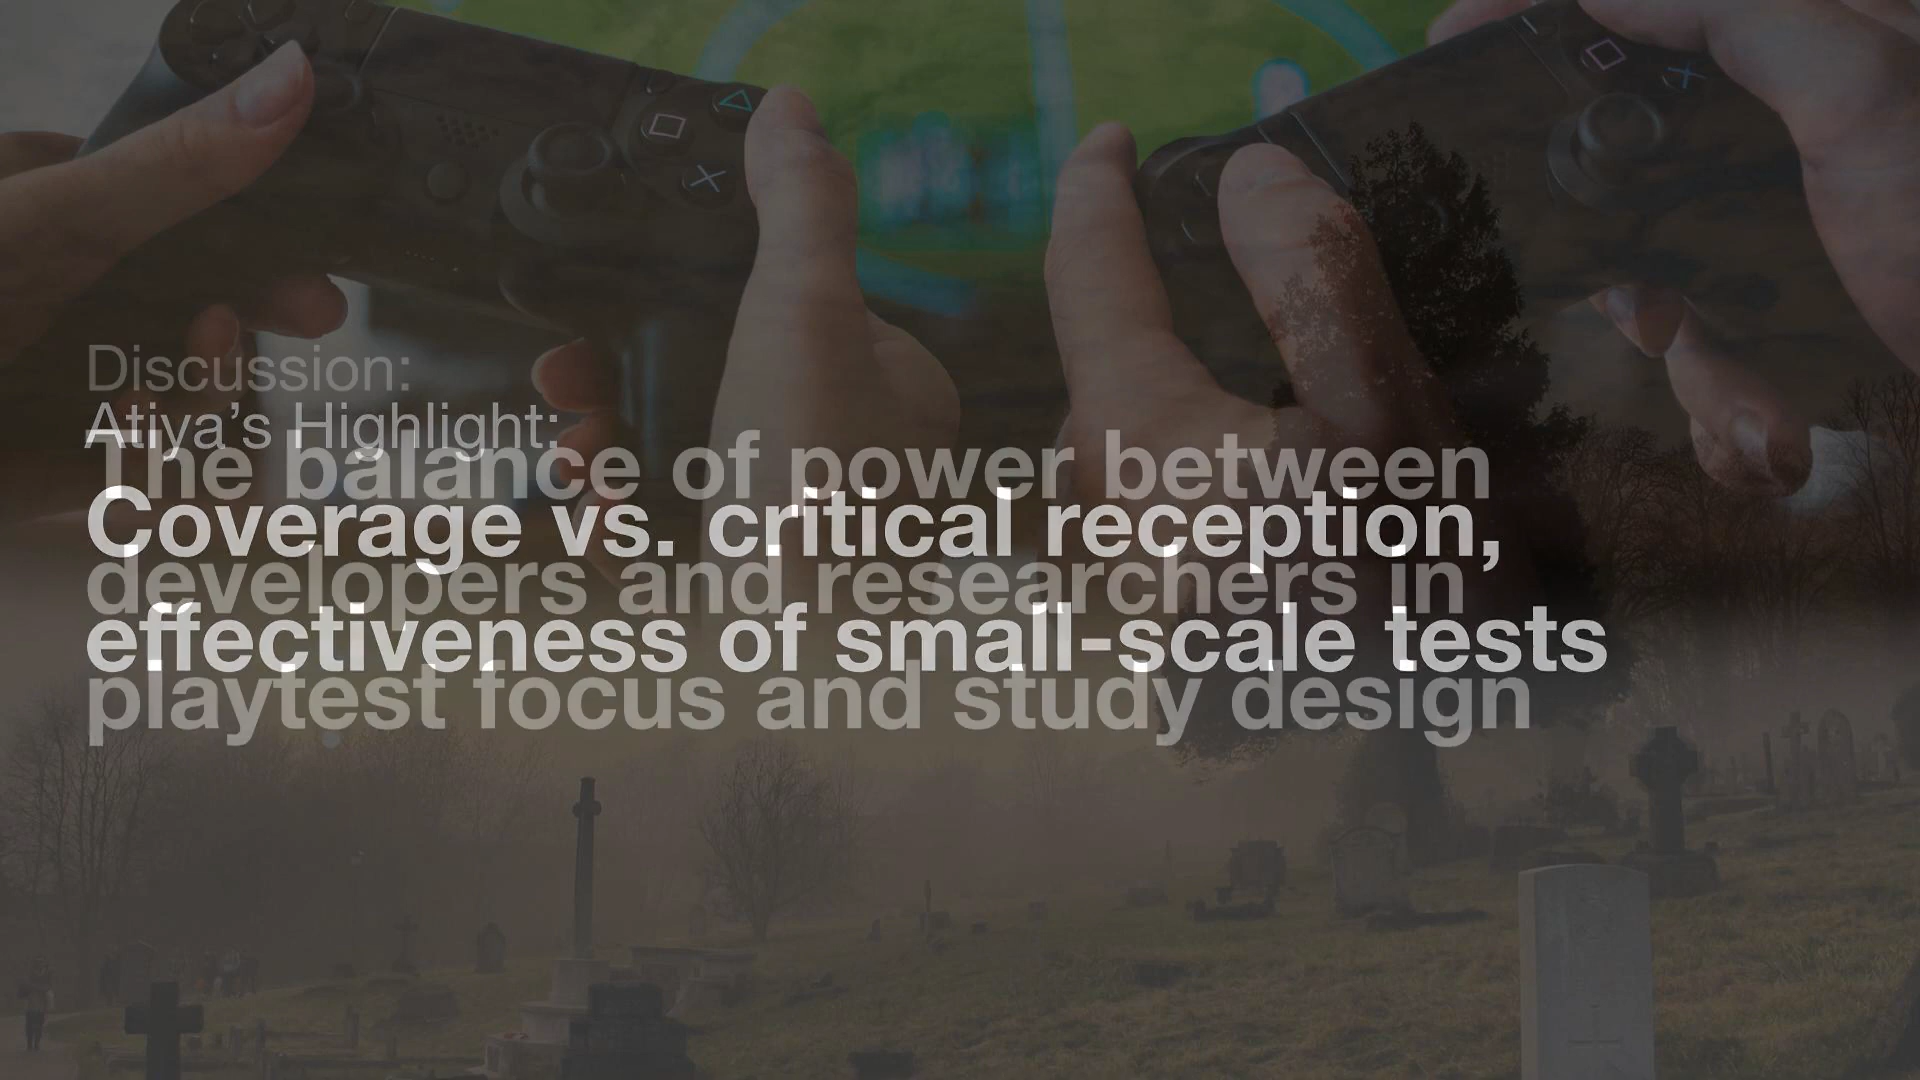 Discussion:
Atiya’s Highlight:
The balance of power between
Coverage vs. critical reception,
developers and researchers in
effectiveness of small-scale tests
playtest focus and study design